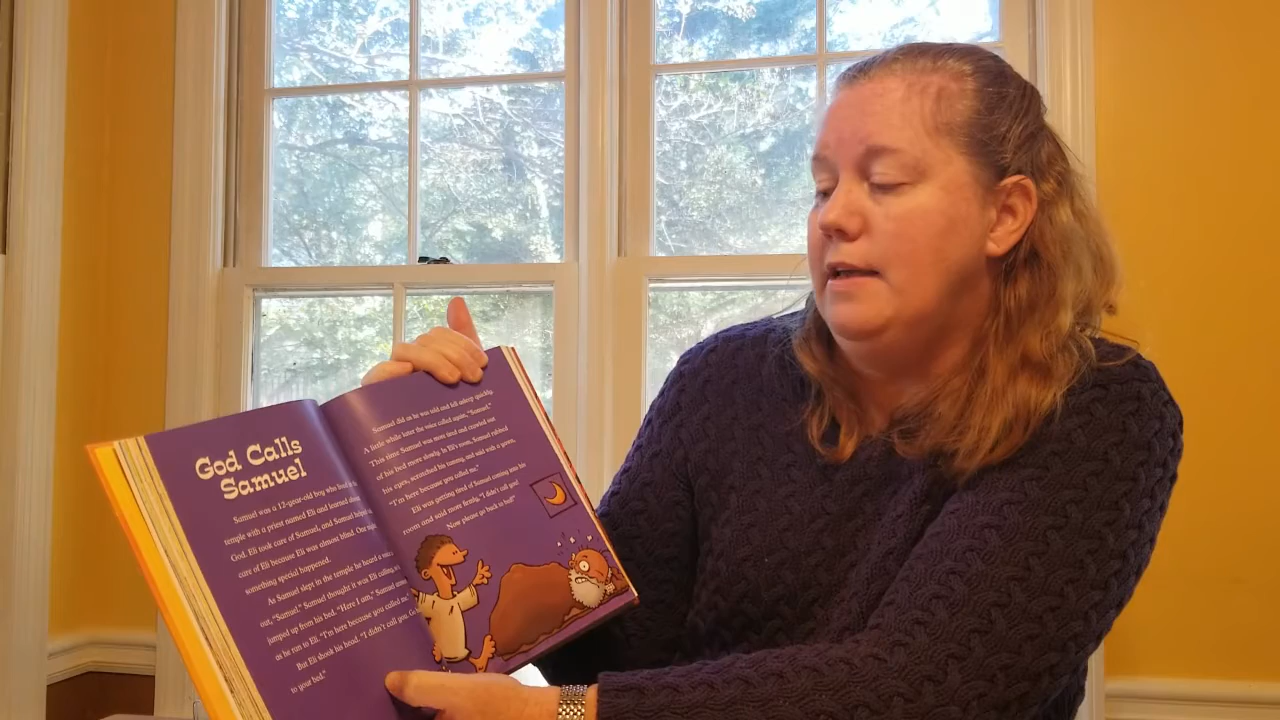 God Calls
Samuel
Samuel was a 12-year-old boy who
temple with a priest named Eli and learned
God. Eli took care of Samuel, and Samuel
care of Eli because Eli was almost blind. One
something special happened.
As Samuel slept in the temple he heard a
out, "Samuel." Samuel thought it was Eli calling
jumped up from his bed. "Here I am," Samuel
as he ran to Eli. "I'm here because you called me."
But Eli shook his head. "I didn't call you. Go
to your bed."
Samuel did as he was told and fell asleep quickly.
A little while later the voice called again, "Samuel."
This time Samuel was more tired and crawled out
of his bed more slowly. In Eli's room, Samuel rubbed
his eyes, scratched his tummy, and said with a yawn,
"I'm here because you called me."
Eli was getting tired of Samuel coming into his
room and said more firmly, "I didn't call you!
Now please go back to bed!"